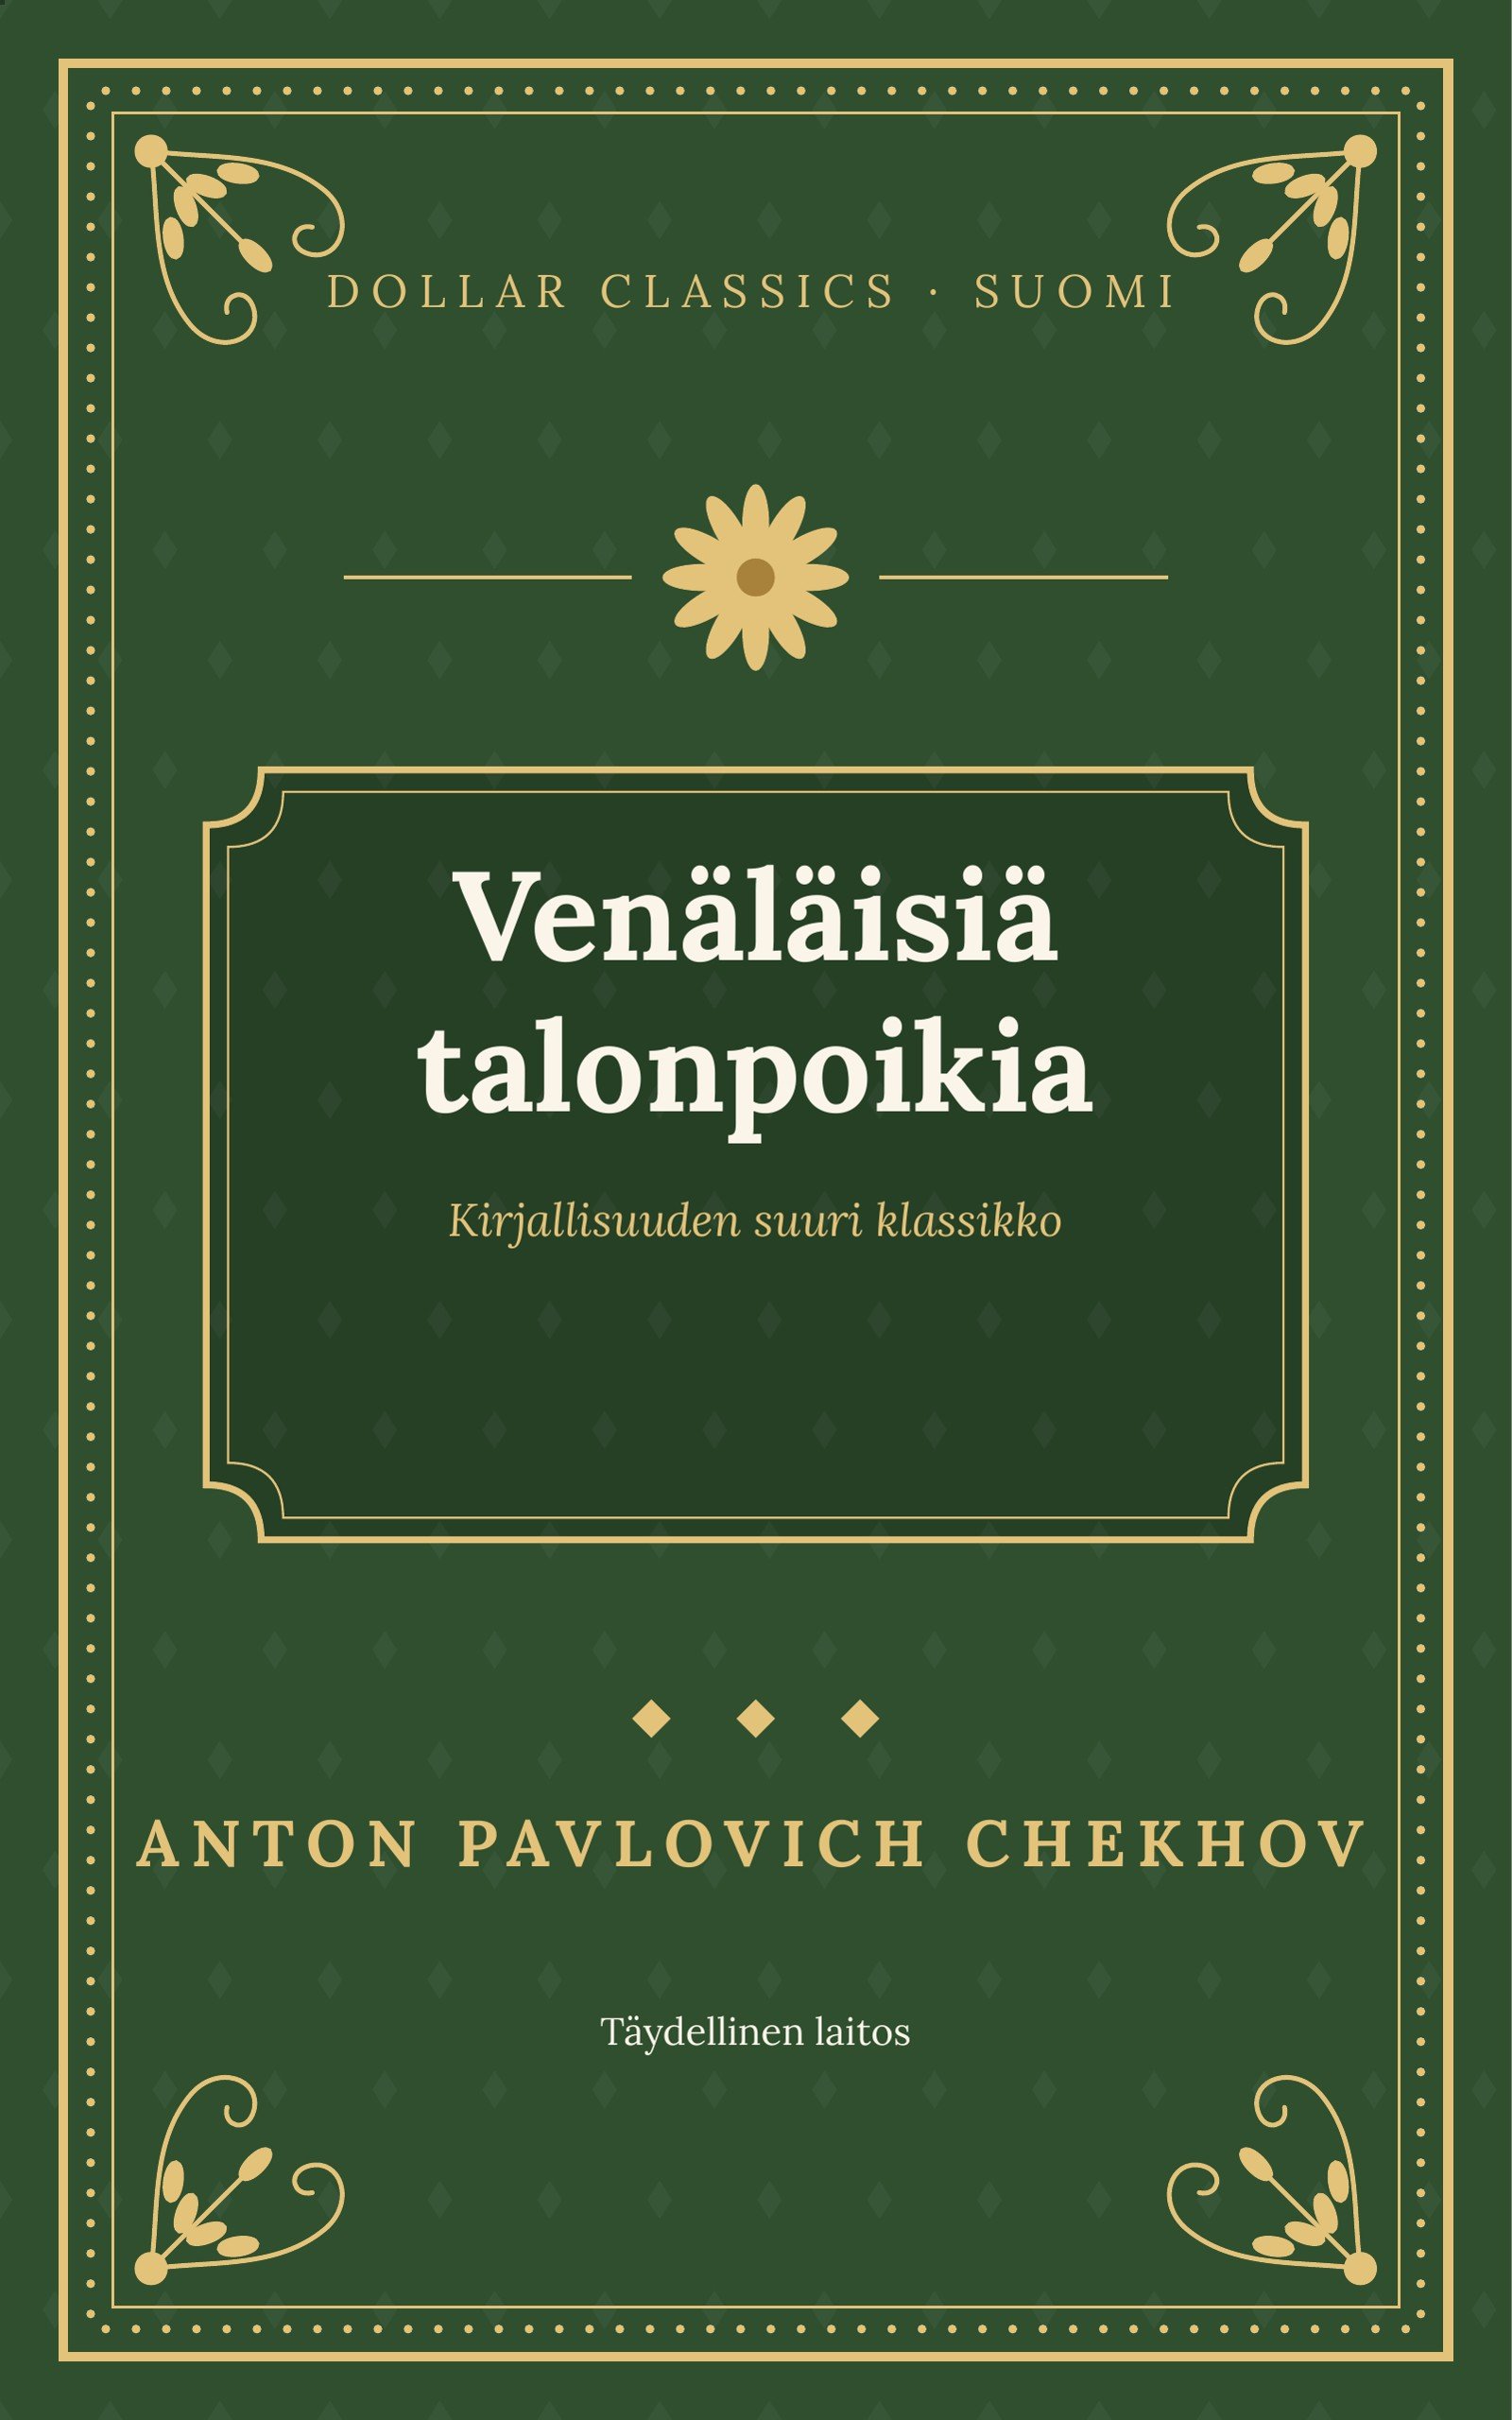 DOLLAR CLASSICS · SUOMI
Venäläisiä
talonpoikia
Kirjallisuuden suuri klassikko
ANTON PAVLOVICH CHEKHOV
Täydellinen laitos